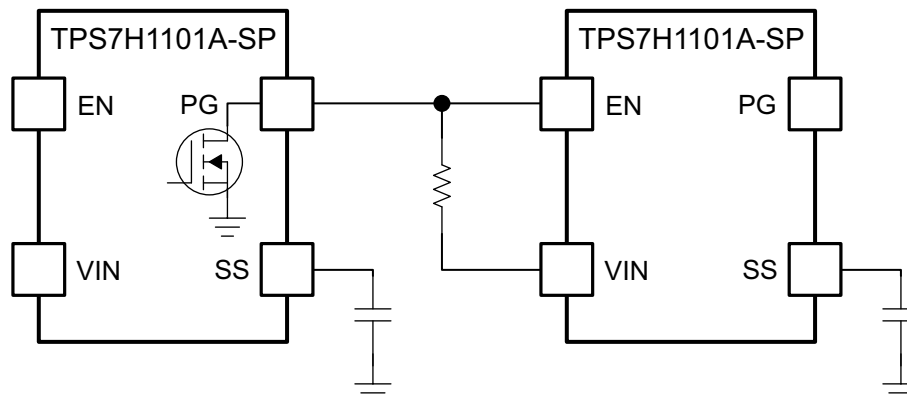 TPS7H1101A-SP
EN
PG
VIN
SS
TPS7H1101A-SP
EN
PG
VIN
SS